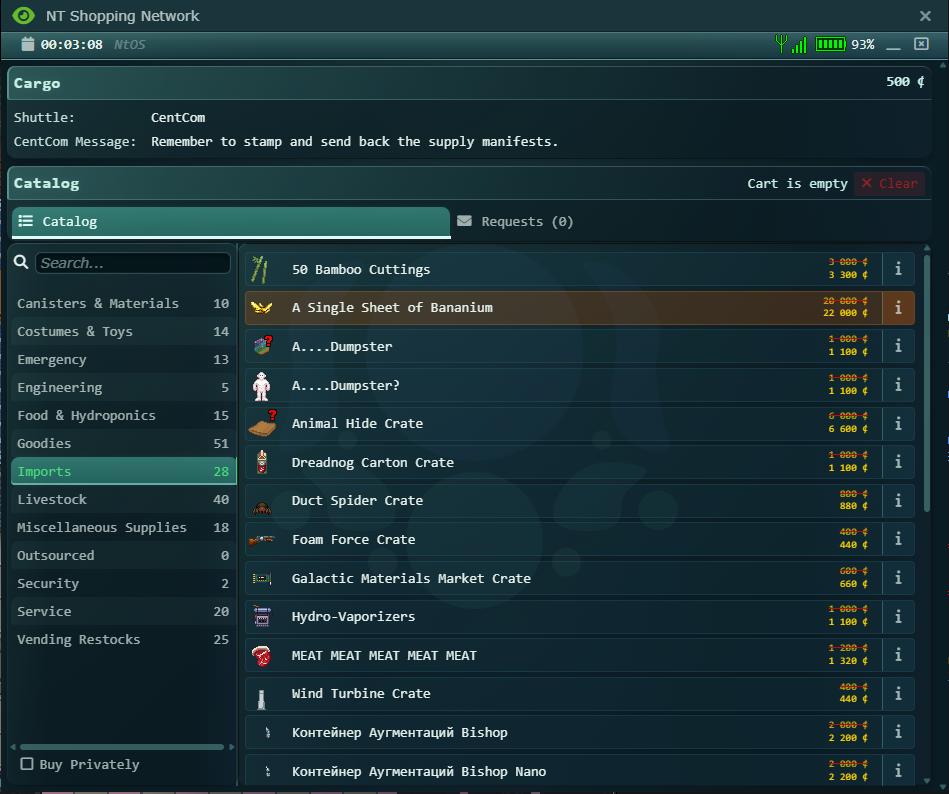 NT Shopping Network
00:03:08 NtOS 93%
Cargo 500 ¢
Shuttle: CentCom
CentCom Message: Remember to stamp and send back the supply manifests.
Catalog Cart is empty Clear
Catalog Requests (0)
Search...
Canisters & Materials 10
Costumes & Toys 14
Emergency 13
Engineering 5
Food & Hydroponics 15
Goodies 51
Imports 28
Livestock 40
Miscellaneous Supplies 18
Outsourced 0
Security 2
Service 20
Vending Restocks 25
Buy Privately
50 Bamboo Cuttings 3 000 ¢
3 300 ¢
A Single Sheet of Bananium 20 000 ¢
22 000 ¢
A....Dumpster 1 000 ¢
1 100 ¢
A....Dumpster? 1 000 ¢
1 100 ¢
Animal Hide Crate 6 000 ¢
6 600 ¢
Dreadnog Carton Crate 1 000 ¢
1 100 ¢
Duct Spider Crate 800 ¢
880 ¢
Foam Force Crate 400 ¢
440 ¢
Galactic Materials Market Crate 600 ¢
660 ¢
Hydro-Vaporizers 1 000 ¢
1 100 ¢
MEAT MEAT MEAT MEAT MEAT 1 200 ¢
1 320 ¢
Wind Turbine Crate 400 ¢
440 ¢
Контейнер Аугментаций Bishop 2 000 ¢
2 200 ¢
Контейнер Аугментаций Bishop Nano 2 000 ¢
2 200 ¢